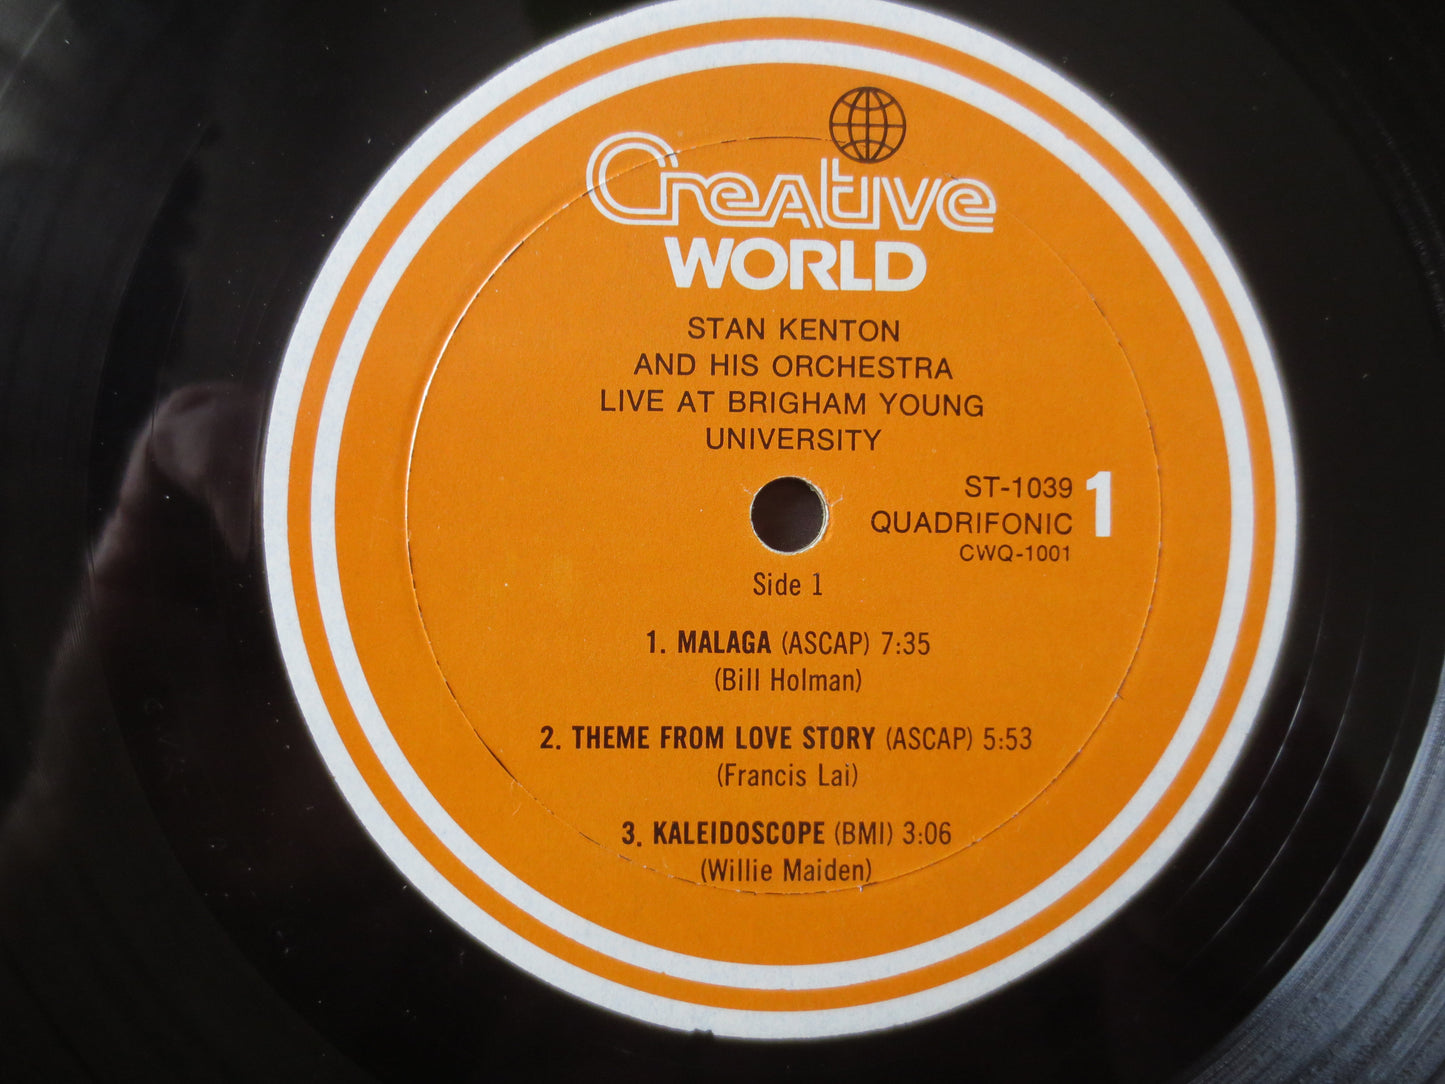 Creative
WORLD
STAN KENTON
AND HIS ORCHESTRA
LIVE AT BRIGHAM YOUNG
UNIVERSITY
ST-1039 1
QUADRIFONIC
CWQ-1001
Side 1
1. MALAGA (ASCAP) 7:35
(Bill Holman)
2. THEME FROM LOVE STORY (ASCAP) 5:53
(Francis Lai)
3. KALEIDOSCOPE (BMI) 3:06
(Willie Maiden)